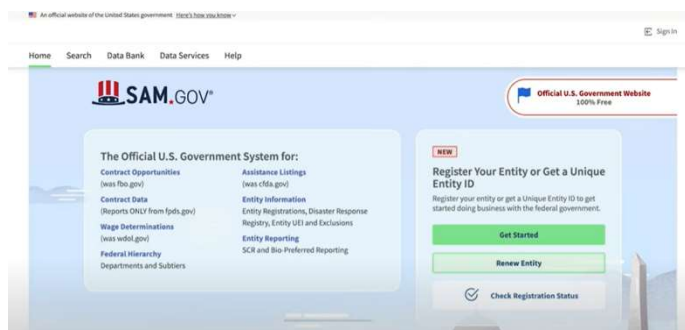 An official website of the United States government Here's how you know
Sign In
Home Search Data Bank Data Services Help
SAM.GOV®
Official U.S. Government Website
100% Free
The Official U.S. Government System for:
Contract Opportunities
(was fbo.gov)
Contract Data
(Reports ONLY from fpds.gov)
Wage Determinations
(was wdol.gov)
Federal Hierarchy
Departments and Subtiers
Assistance Listings
(was cfda.gov)
Entity Information
Entity Registrations, Disaster Response
Registry, Entity UEI and Exclusions
Entity Reporting
SCR and Bio-Preferred Reporting
NEW
Register Your Entity or Get a Unique
Entity ID
Register your entity or get a Unique Entity ID to get
started doing business with the federal government.
Get Started
Renew Entity
Check Registration Status